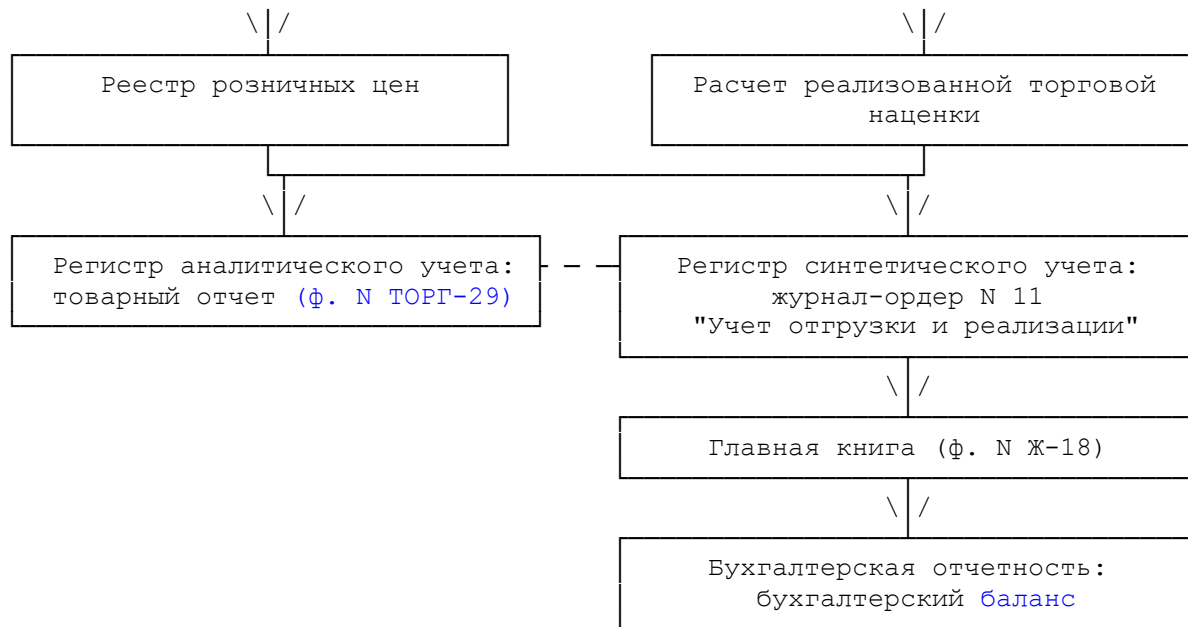 Реестр розничных цен
Расчет реализованной торговой
наценки
Регистр аналитического учета:
товарный отчет (ф. N ТОРГ-29)
Регистр синтетического учета:
журнал-ордер N 11
"Учет отгрузки и реализации"
Главная книга (ф. N Ж-18)
Бухгалтерская отчетность:
бухгалтерский баланс